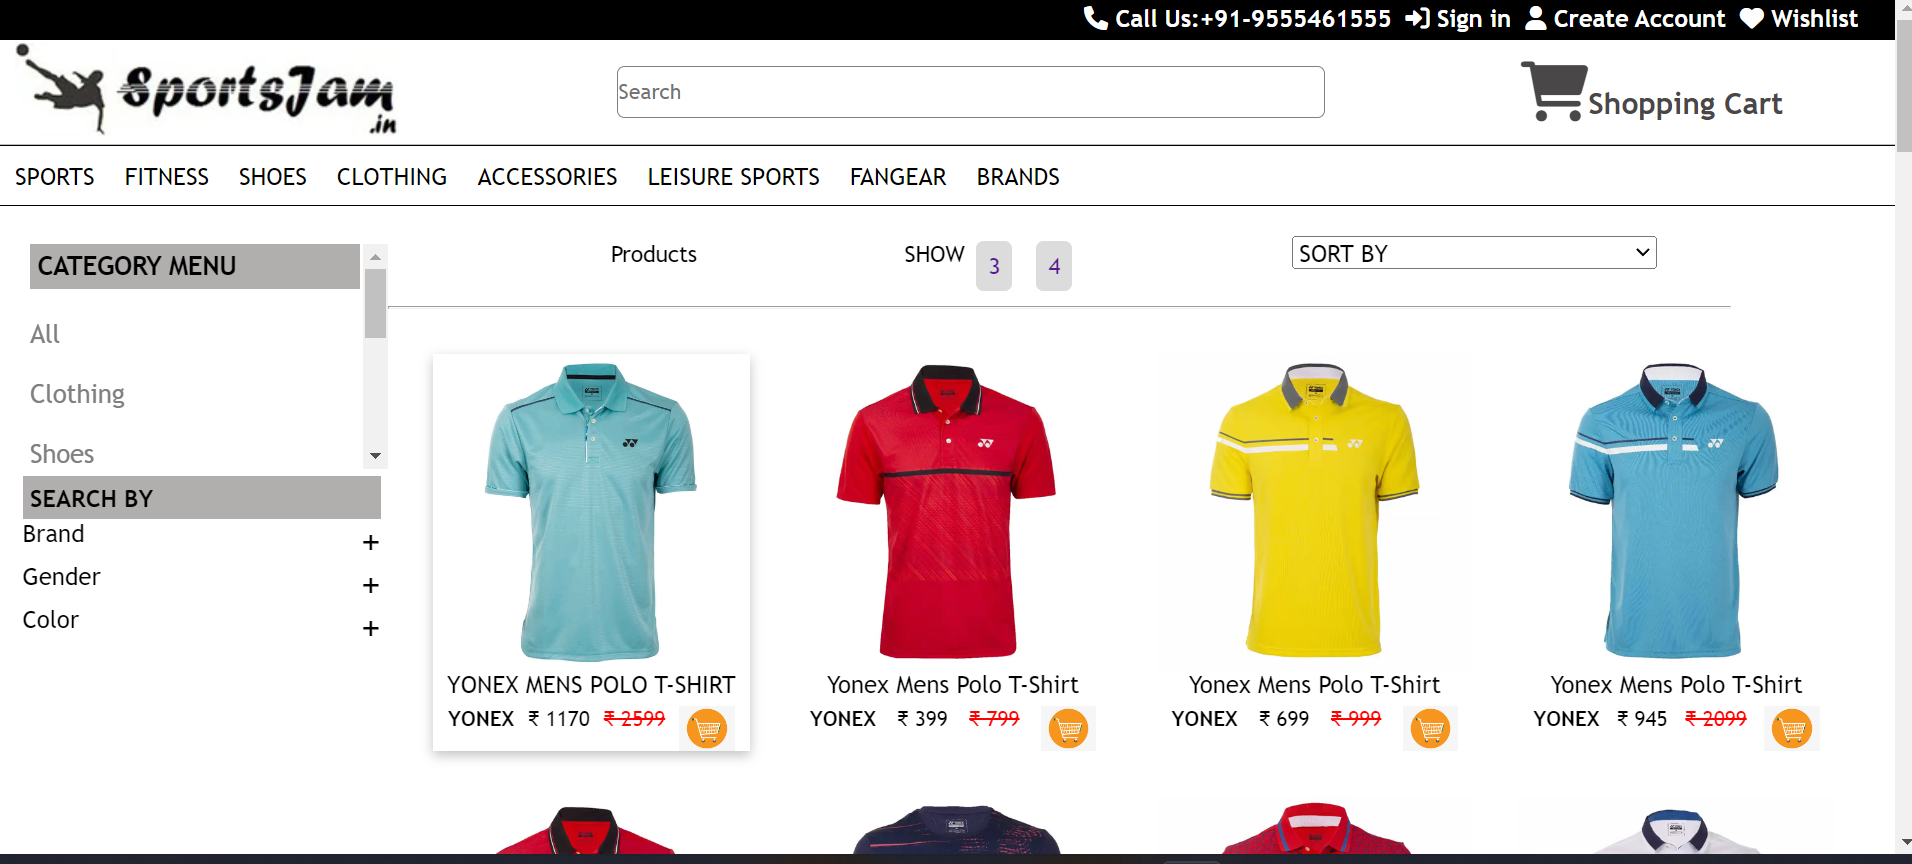 Call Us:+91-9555461555 Sign in Create Account Wishlist
SportsJam
.in
Search
Shopping Cart
SPORTS FITNESS SHOES CLOTHING ACCESSORIES LEISURE SPORTS FANGEAR BRANDS
CATEGORY MENU
All
Clothing
Shoes
SEARCH BY
Brand +
Gender +
Color +
Products SHOW 3 4 SORT BY
YONEX MENS POLO T-SHIRT
YONEX ₹ 1170 ₹ 2599
Yonex Mens Polo T-Shirt
YONEX ₹ 399 ₹ 799
Yonex Mens Polo T-Shirt
YONEX ₹ 699 ₹ 999
Yonex Mens Polo T-Shirt
YONEX ₹ 945 ₹ 2099